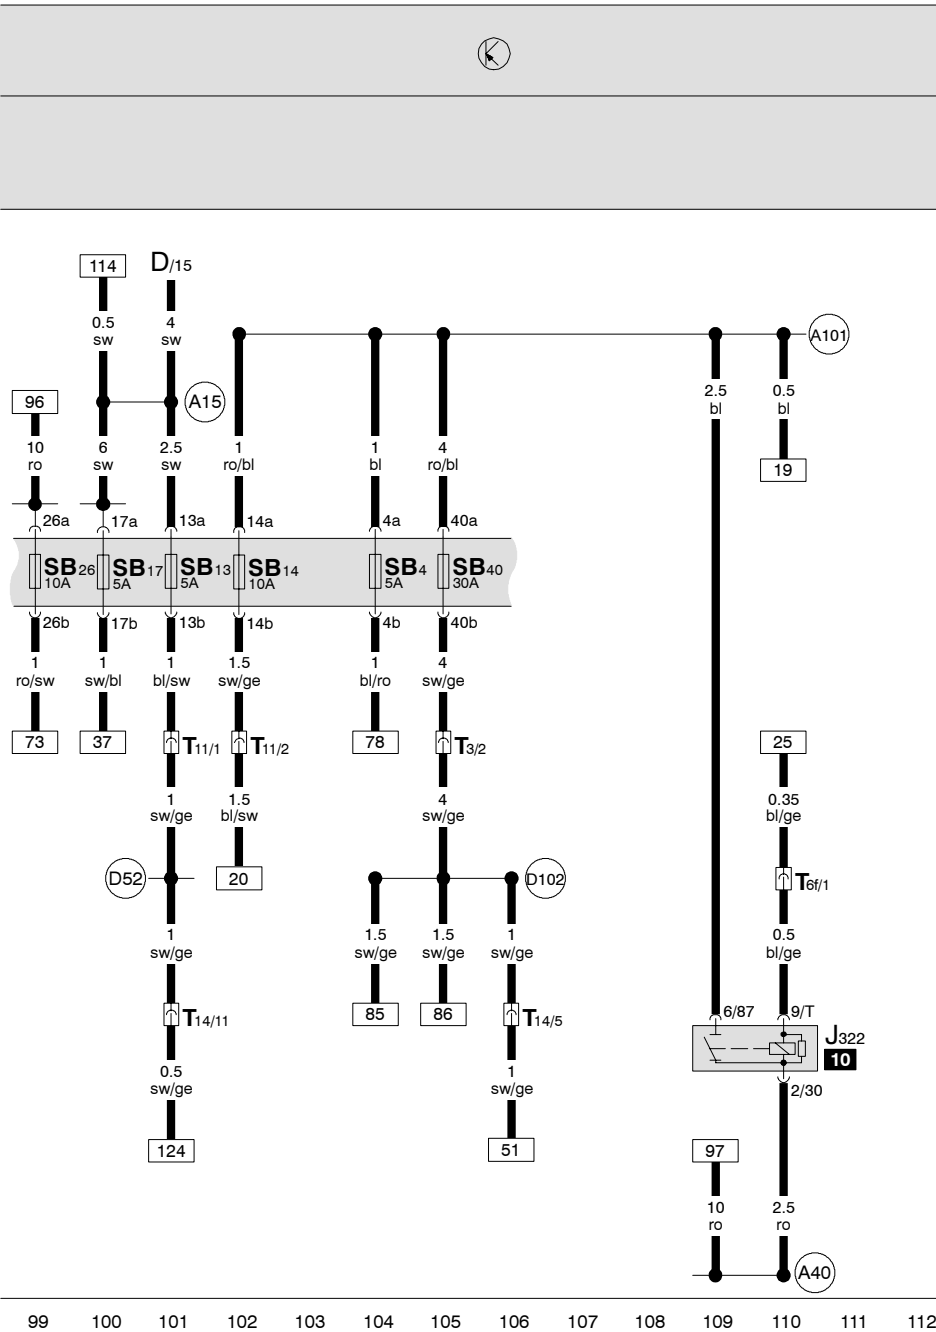 114 D/15
0.5 4
sw sw
A101
96 A15
2.5 0.5
bl bl
10 6 2.5 1 1 4
ro sw sw ro/bl bl ro/bl
19
26a 17a 13a 14a 4a 40a
SB26 SB17 SB13 SB14 SB4 SB40
10A 5A 5A 10A 5A 30A
26b 17b 13b 14b 4b 40b
1 1 1 1.5 1 4
ro/sw sw/bl bl/sw sw/ge bl/ro sw/ge
73 37 T11/1 T11/2 78 T3/2 25
1 1.5 4 0.35
sw/ge bl/sw sw/ge bl/ge
D52 20 D102 T6f/1
1 1.5 1.5 1 0.5
sw/ge sw/ge sw/ge sw/ge bl/ge
85 86
T14/11 T14/5 6/87 9/T
J322
10
0.5 1
sw/ge sw/ge
2/30
124 51 97
10 2.5
ro ro
A40
99 100 101 102 103 104 105 106 107 108 109 110 111 112